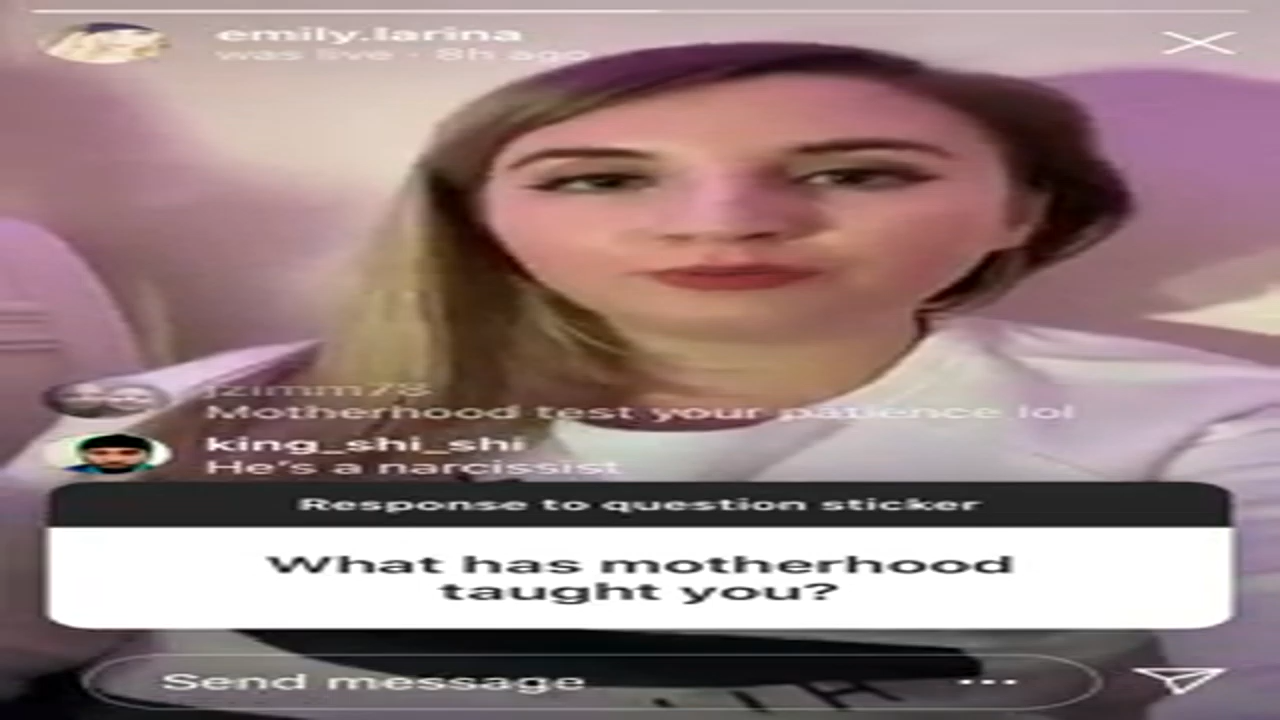 emily.larina
was live · 8h ago
jzimm78
Motherhood test your patience lol
king_shi_shi
He's a narcissist
Response to question sticker
What has motherhood
taught you?
Send message